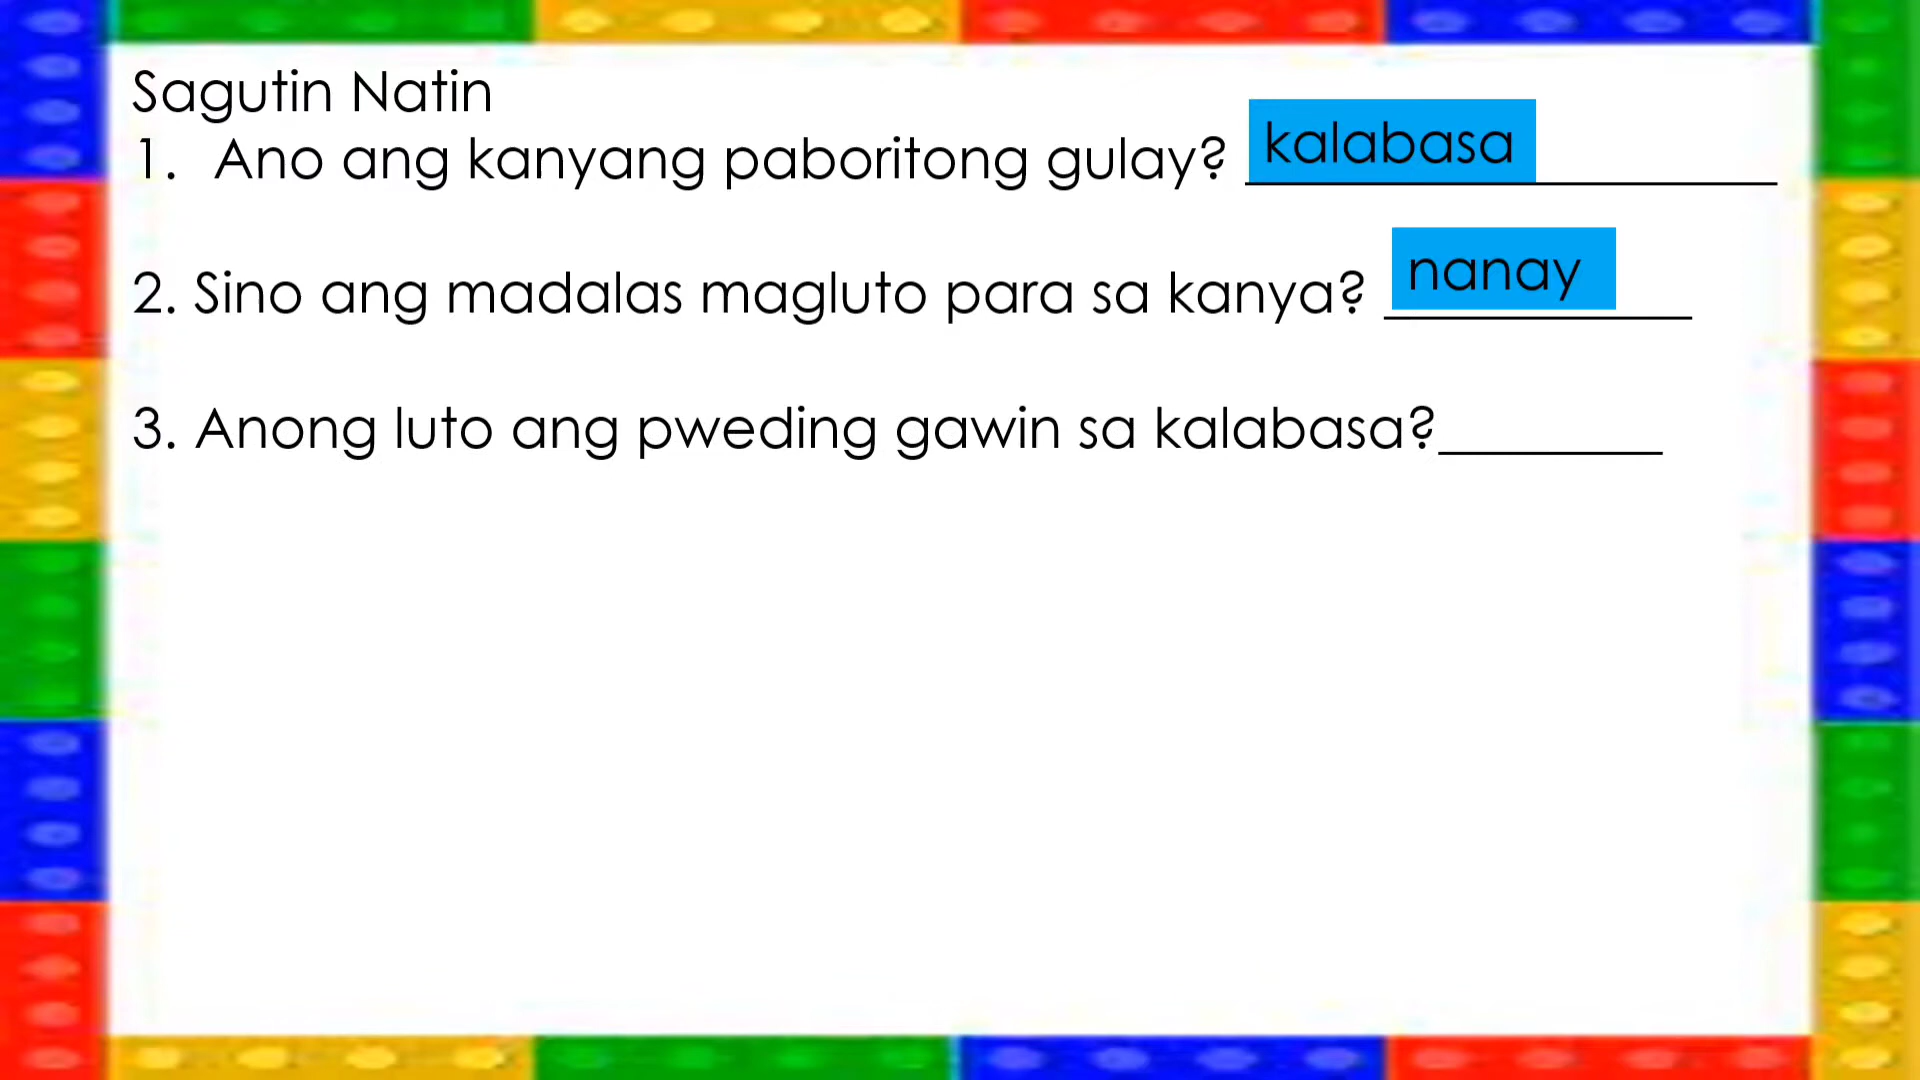 Sagutin Natin
1. Ano ang kanyang paboritong gulay? kalabasa
2. Sino ang madalas magluto para sa kanya? nanay
3. Anong luto ang pweding gawin sa kalabasa?________